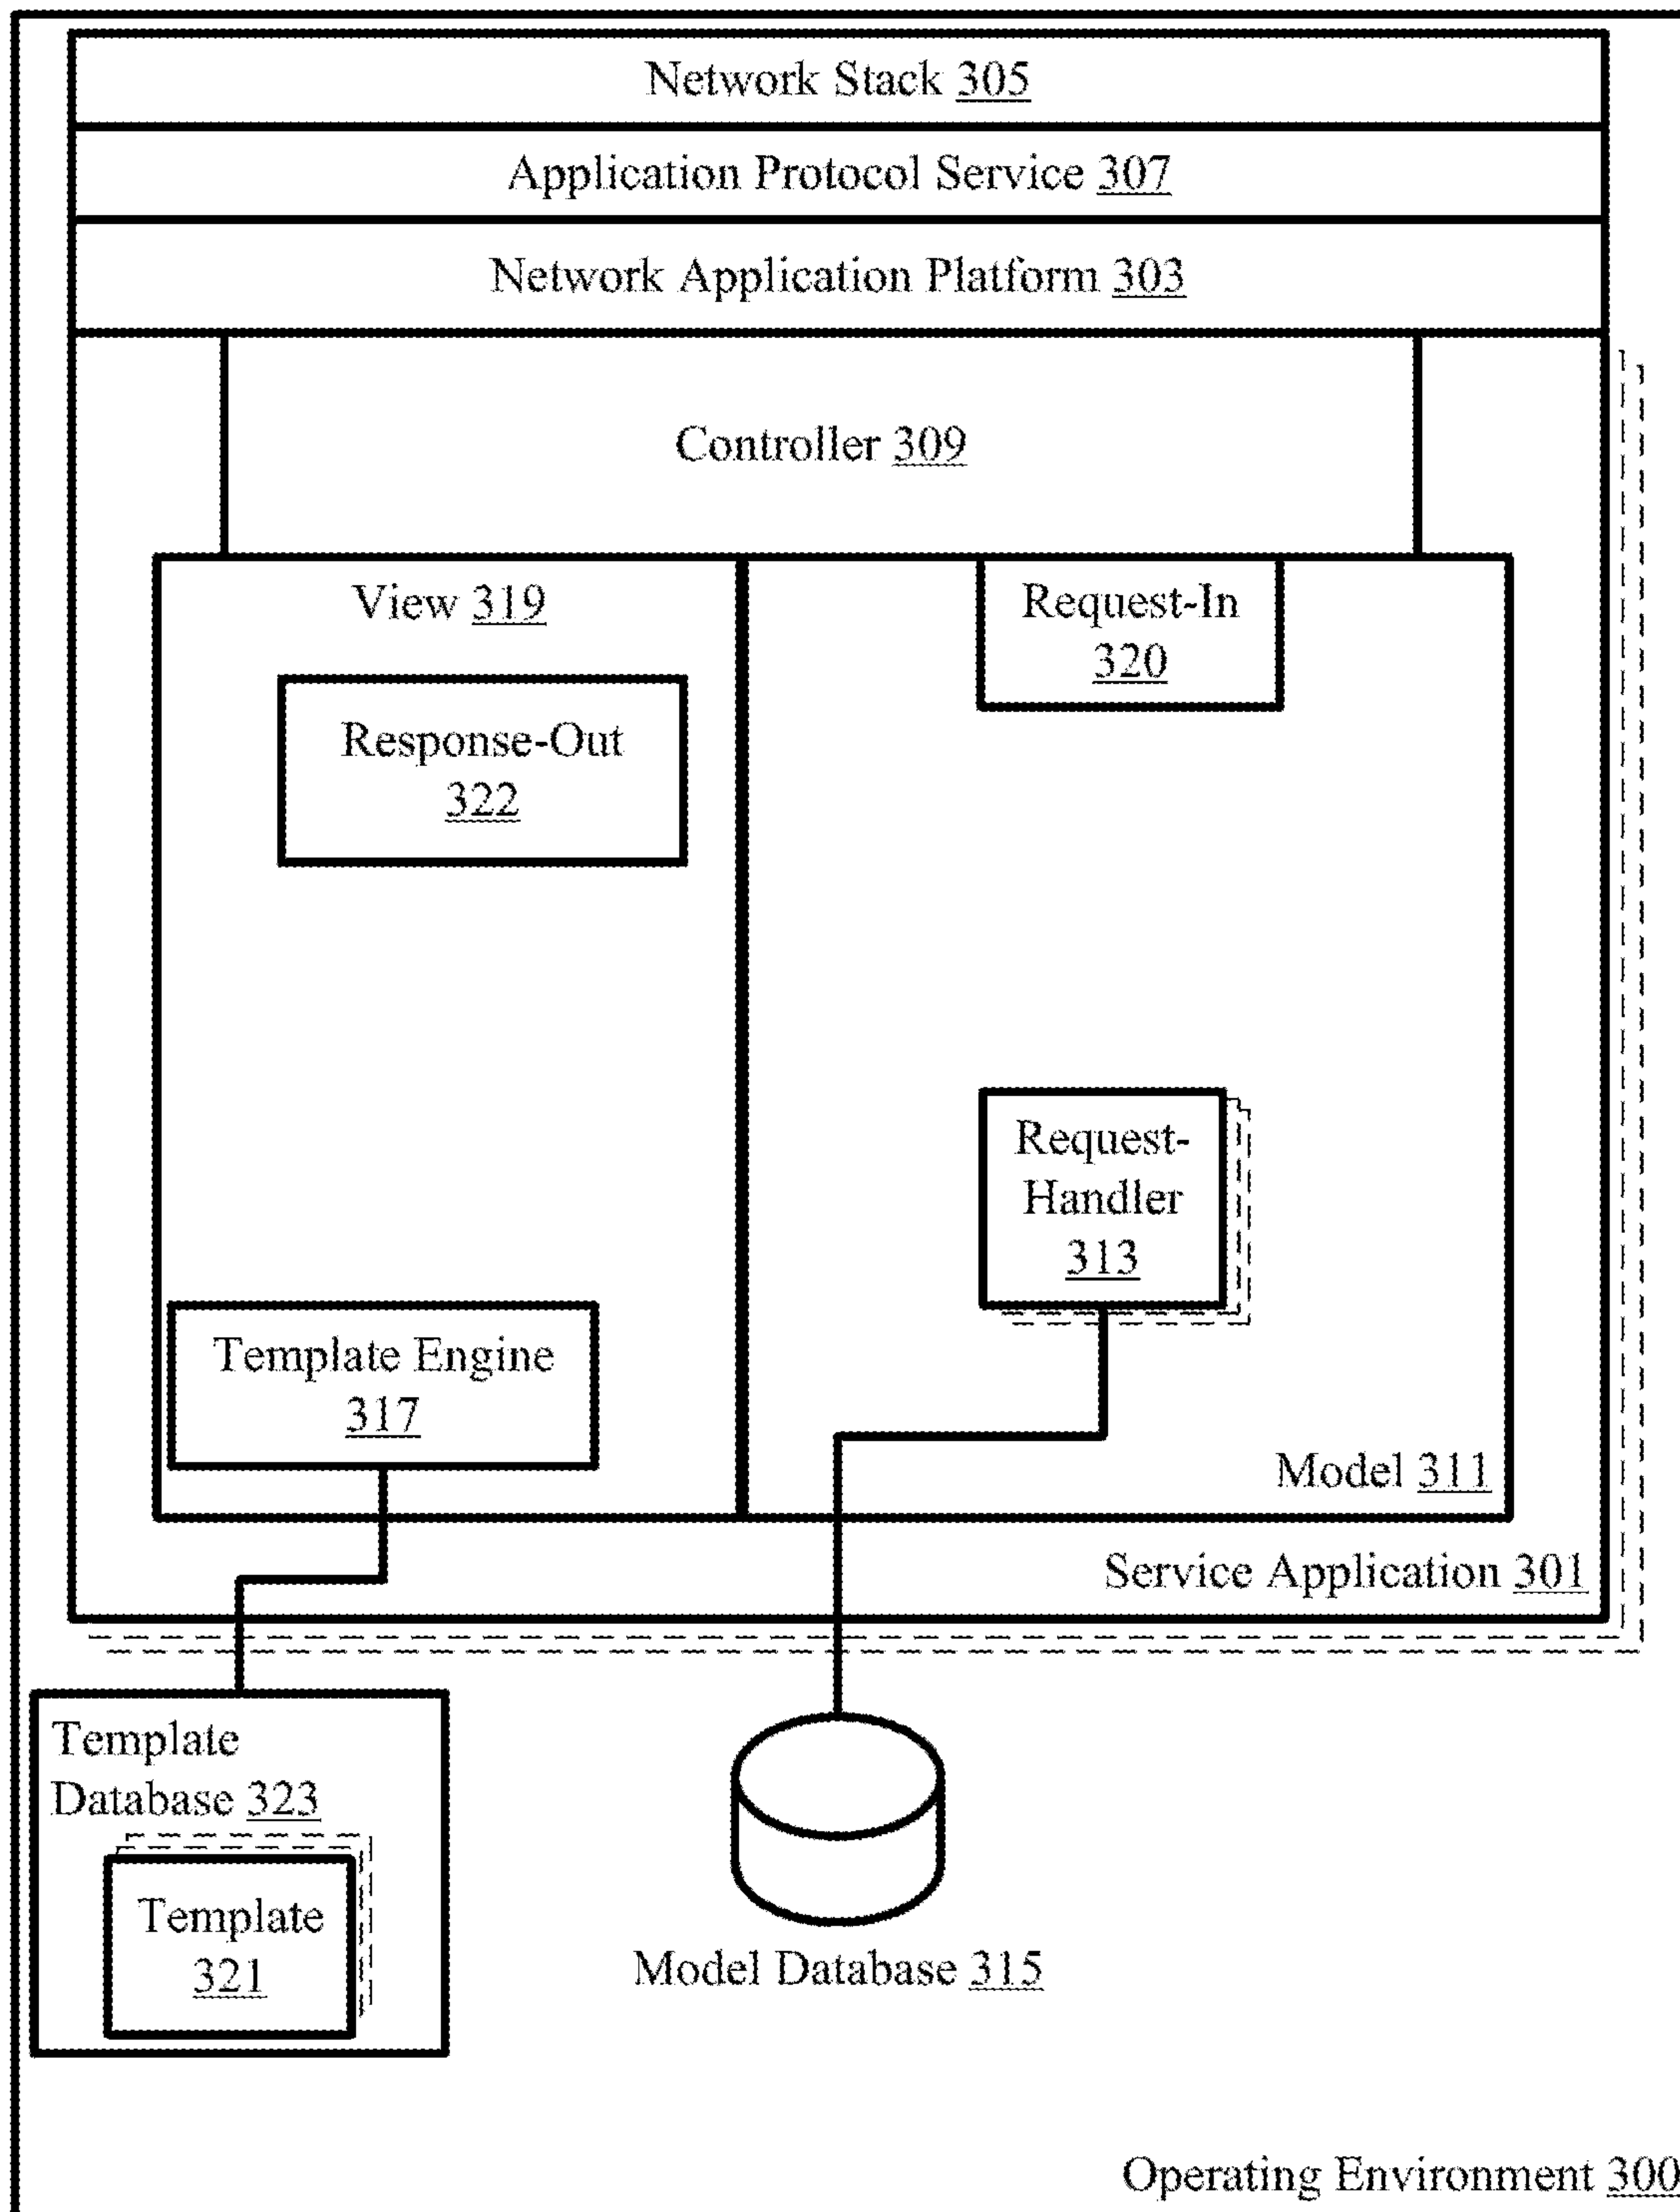 Network Stack 305
Application Protocol Service 307
Network Application Platform 303
Controller 309
View 319
Response-Out
322
Request-In
320
Request-
Handler
313
Template Engine
317
Model 311
Service Application 301
Template
Database 323
Template
321
Model Database 315
Operating Environment 300